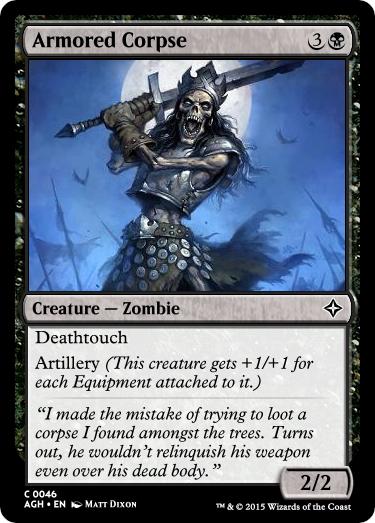 Armored Corpse 3
Creature — Zombie
Deathtouch
Artillery (This creature gets +1/+1 for
each Equipment attached to it.)
“I made the mistake of trying to loot a
corpse I found amongst the trees. Turns
out, he wouldn’t relinquish his weapon
even over his dead body.”
2/2
C 0046
AGH • EN Matt Dixon
™ & © 2015 Wizards of the Coast